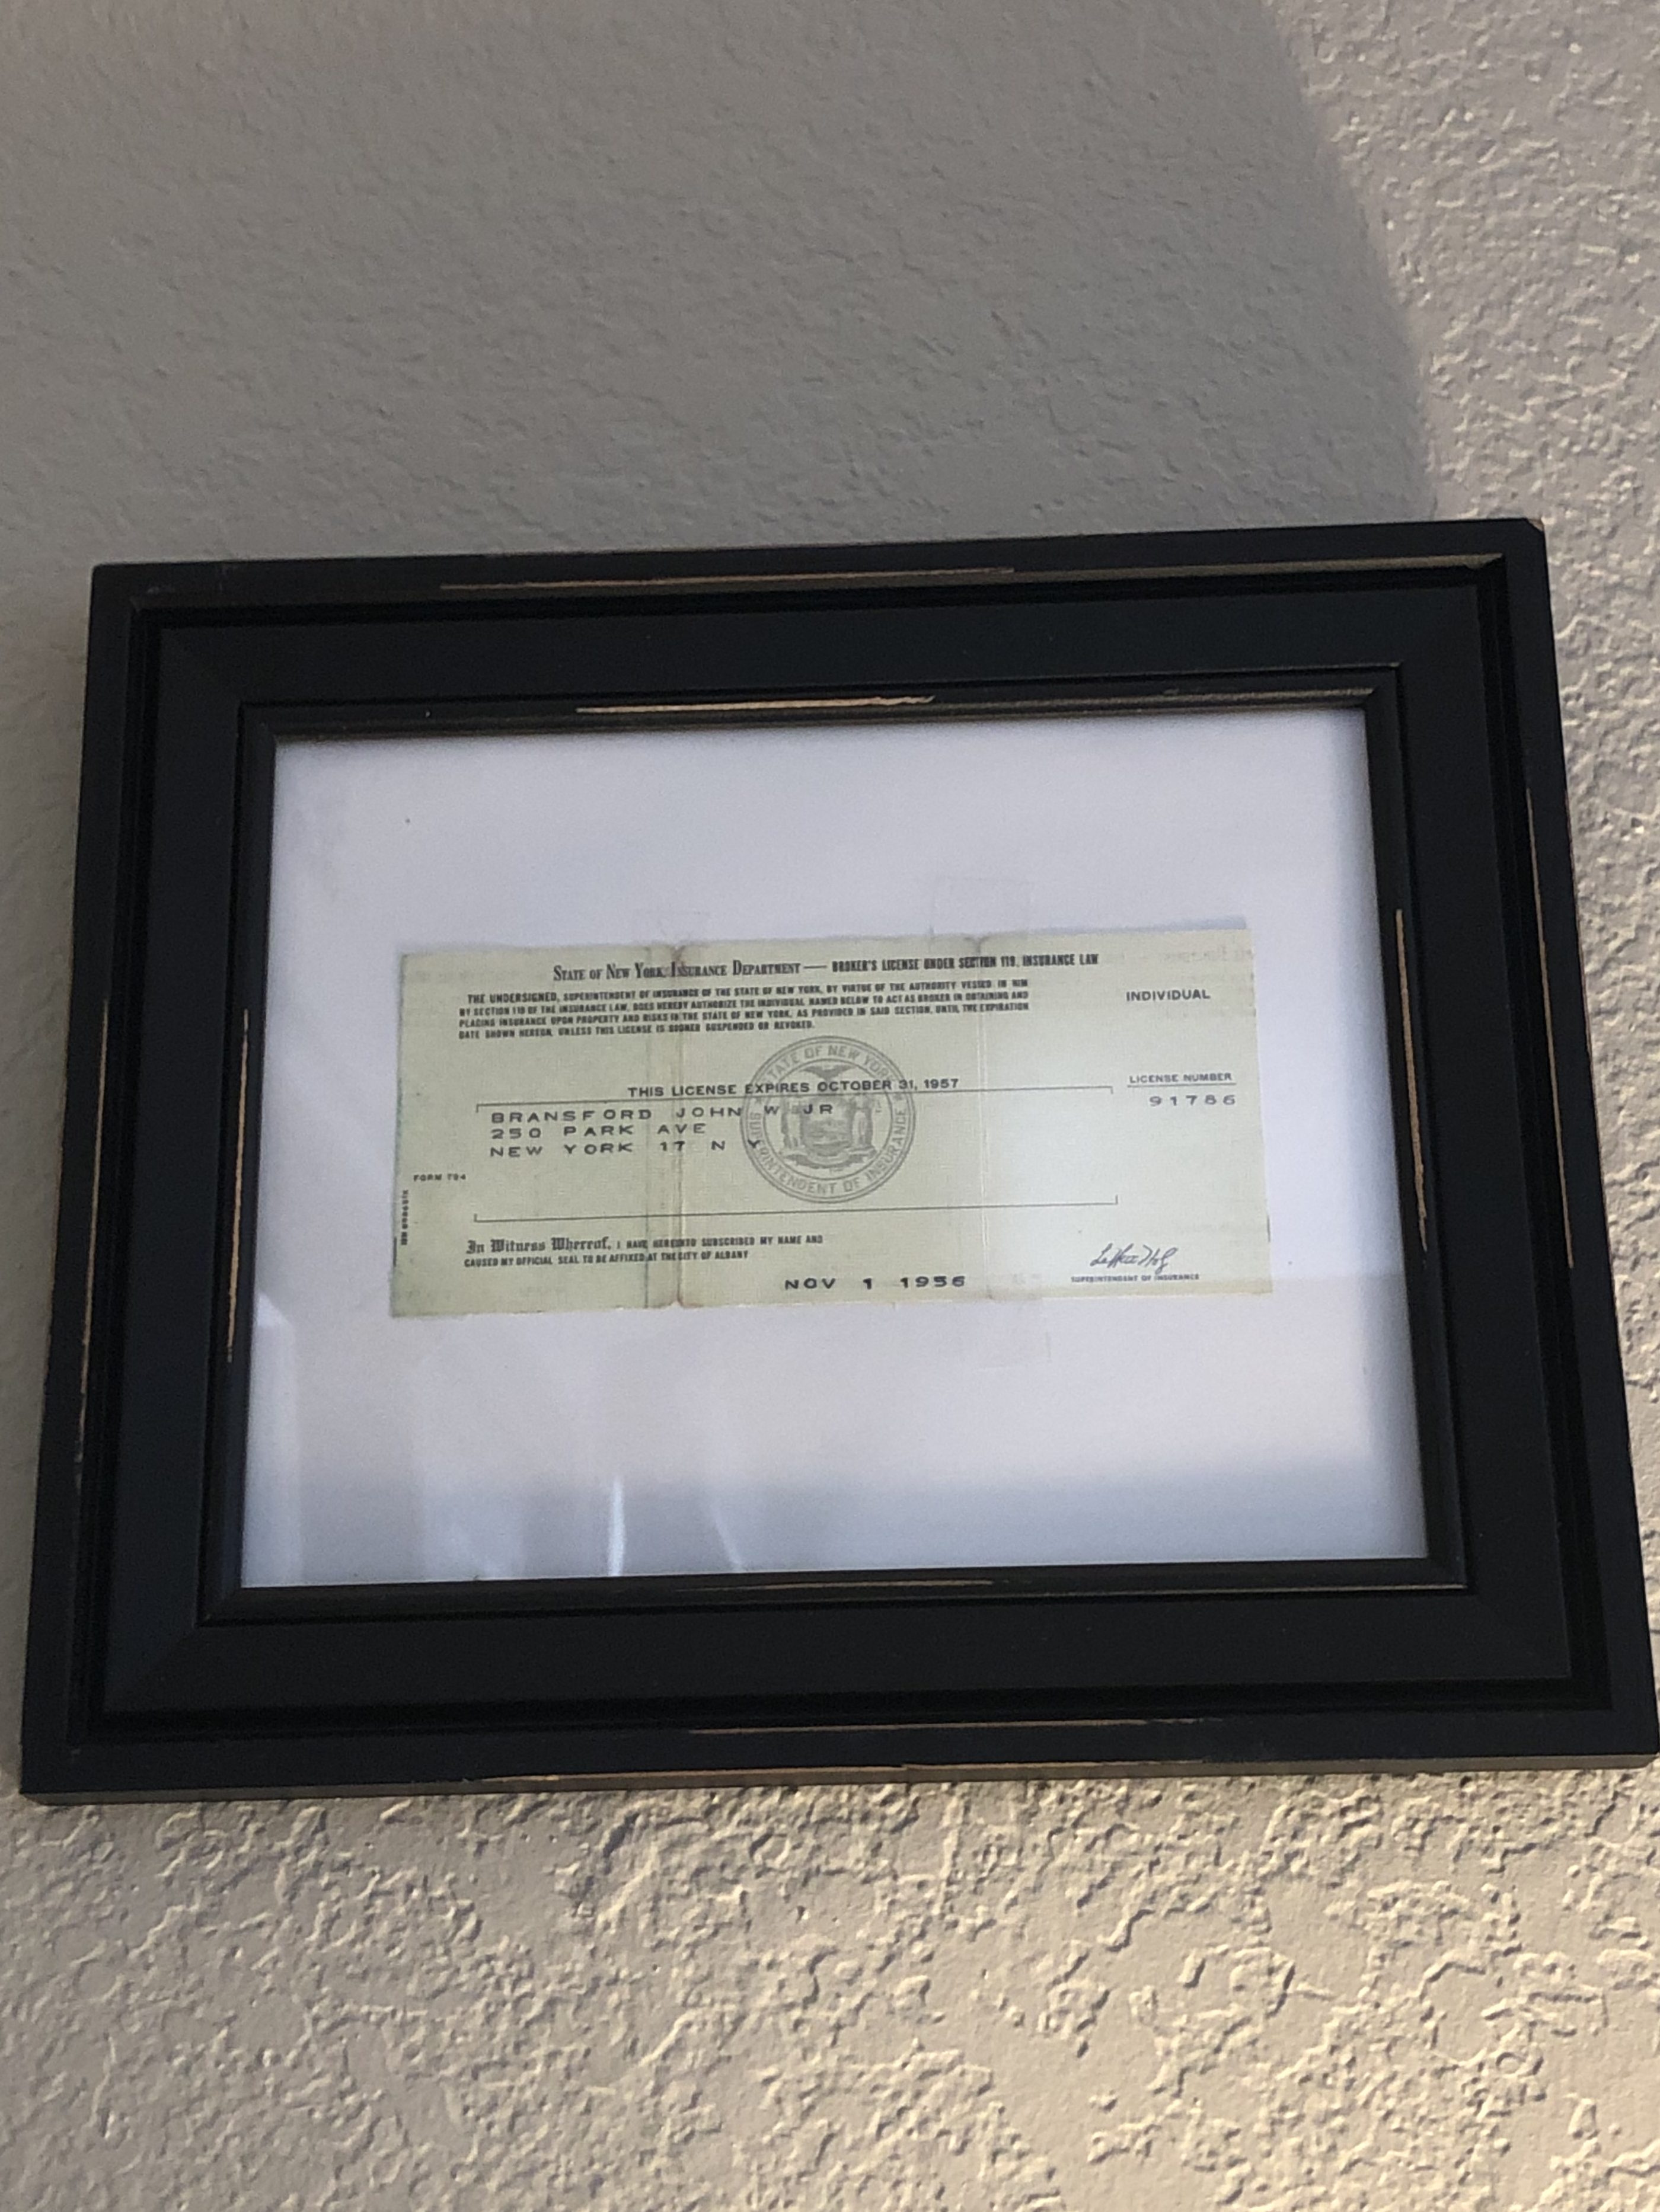 STATE OF NEW YORK INSURANCE DEPARTMENT — BROKER'S LICENSE UNDER SECTION 119, INSURANCE LAW
THE UNDERSIGNED, SUPERINTENDENT OF INSURANCE OF THE STATE OF NEW YORK, BY VIRTUE OF THE AUTHORITY VESTED IN HIM
BY SECTION 119 OF THE INSURANCE LAW, DOES HEREBY AUTHORIZE THE INDIVIDUAL NAMED BELOW TO ACT AS BROKER IN OBTAINING AND
PLACING INSURANCE UPON PROPERTY AND RISKS IN THE STATE OF NEW YORK, AS PROVIDED IN SAID SECTION, UNTIL THE EXPIRATION
DATE SHOWN HEREON, UNLESS THIS LICENSE IS SOONER SUSPENDED OR REVOKED.
INDIVIDUAL
THIS LICENSE EXPIRES OCTOBER 31, 1957
LICENSE NUMBER
91786
BRANSFORD JOHN W JR
250 PARK AVE
NEW YORK 17 N Y
STATE OF NEW YORK
SUPERINTENDENT OF INSURANCE
FORM 794
In Witness Whereof, I HAVE HEREUNTO SUBSCRIBED MY NAME AND
CAUSED MY OFFICIAL SEAL TO BE AFFIXED AT THE CITY OF ALBANY
NOV 1 1956
SUPERINTENDENT OF INSURANCE